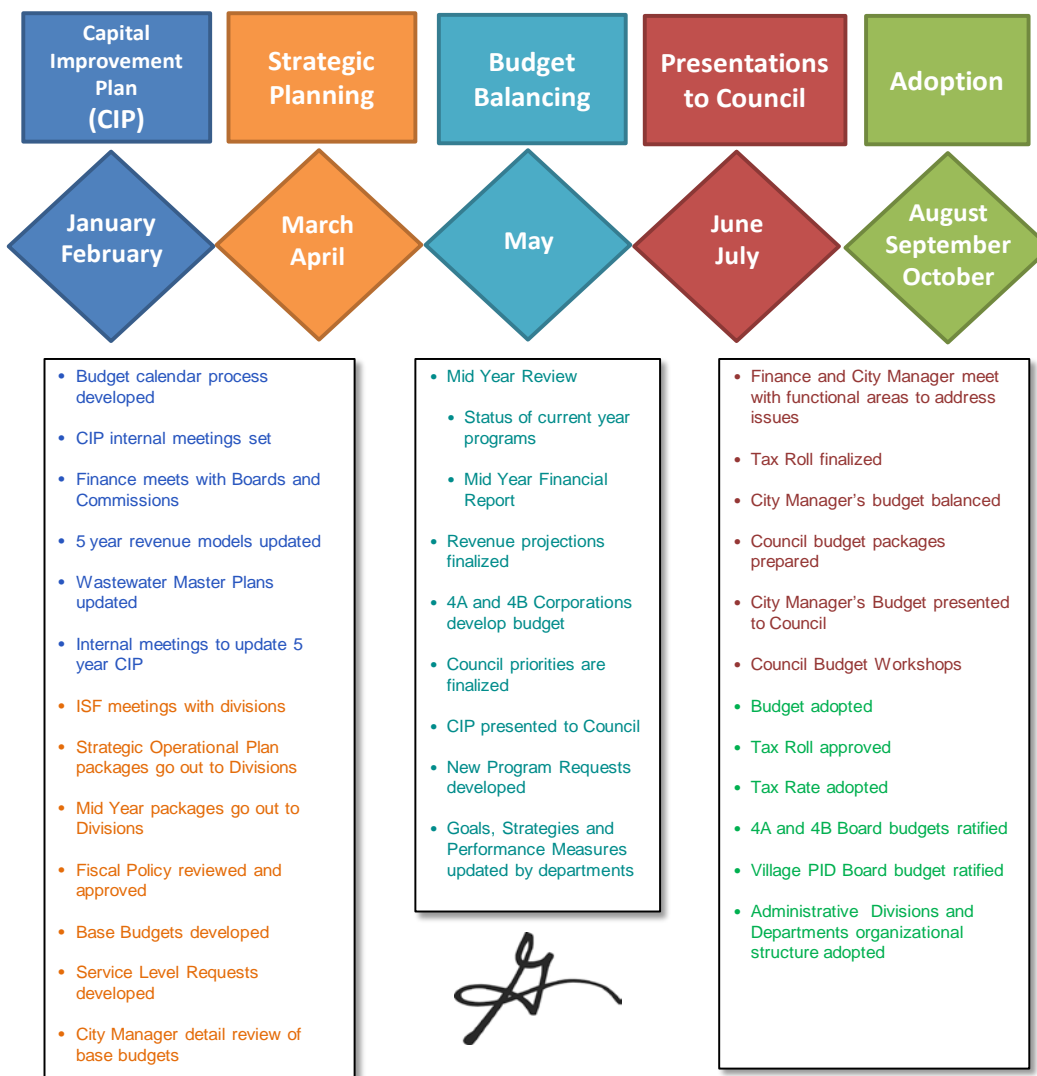 Capital
Improvement
Plan
(CIP)
Strategic
Planning
Budget
Balancing
Presentations
to Council
Adoption
January
February
March
April
May
June
July
August
September
October
• Budget calendar process
developed
• CIP internal meetings set
• Finance meets with Boards and
Commissions
• 5 year revenue models updated
• Wastewater Master Plans
updated
• Internal meetings to update 5
year CIP
• ISF meetings with divisions
• Strategic Operational Plan
packages go out to Divisions
• Mid Year packages go out to
Divisions
• Fiscal Policy reviewed and
approved
• Base Budgets developed
• Service Level Requests
developed
• City Manager detail review of
base budgets
• Mid Year Review
• Status of current year
programs
• Mid Year Financial
Report
• Revenue projections
finalized
• 4A and 4B Corporations
develop budget
• Council priorities are
finalized
• CIP presented to Council
• New Program Requests
developed
• Goals, Strategies and
Performance Measures
updated by departments
• Finance and City Manager meet
with functional areas to address
issues
• Tax Roll finalized
• City Manager's budget balanced
• Council budget packages
prepared
• City Manager's Budget presented
to Council
• Council Budget Workshops
• Budget adopted
• Tax Roll approved
• Tax Rate adopted
• 4A and 4B Board budgets ratified
• Village PID Board budget ratified
• Administrative Divisions and
Departments organizational
structure adopted